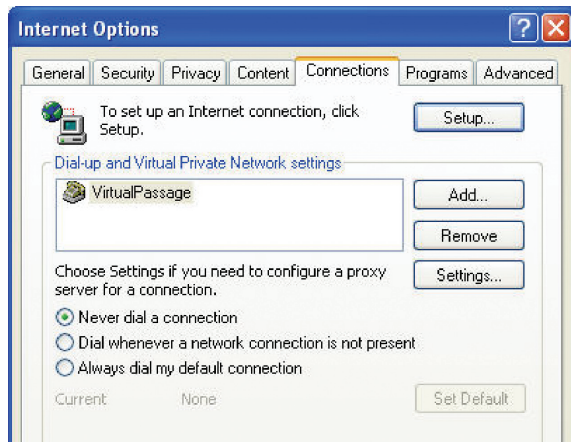 Internet Options
?
General Security Privacy Content Connections Programs Advanced
To set up an Internet connection, click
Setup.
Setup...
Dial-up and Virtual Private Network settings
VirtualPassage
Add...
Remove
Choose Settings if you need to configure a proxy
server for a connection.
Settings...
Never dial a connection
Dial whenever a network connection is not present
Always dial my default connection
Current None
Set Default